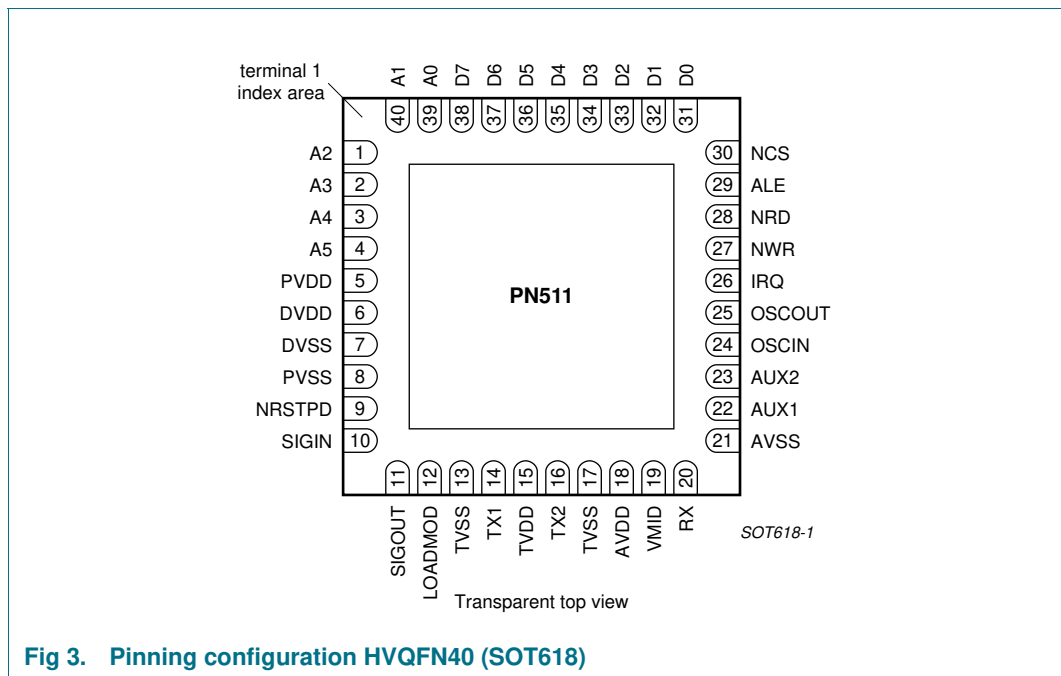 terminal 1
index area
A1
A0
D7
D6
D5
D4
D3
D2
D1
D0
40
39
38
37
36
35
34
33
32
31
A2 1
A3 2
A4 3
A5 4
PVDD 5
DVDD 6
DVSS 7
PVSS 8
NRSTPD 9
SIGIN 10
PN511
30 NCS
29 ALE
28 NRD
27 NWR
26 IRQ
25 OSCOUT
24 OSCIN
23 AUX2
22 AUX1
21 AVSS
11
12
13
14
15
16
17
18
19
20
SIGOUT
LOADMOD
TVSS
TX1
TVDD
TX2
TVSS
AVDD
VMID
RX
SOT618-1
Transparent top view
Fig 3. Pinning configuration HVQFN40 (SOT618)